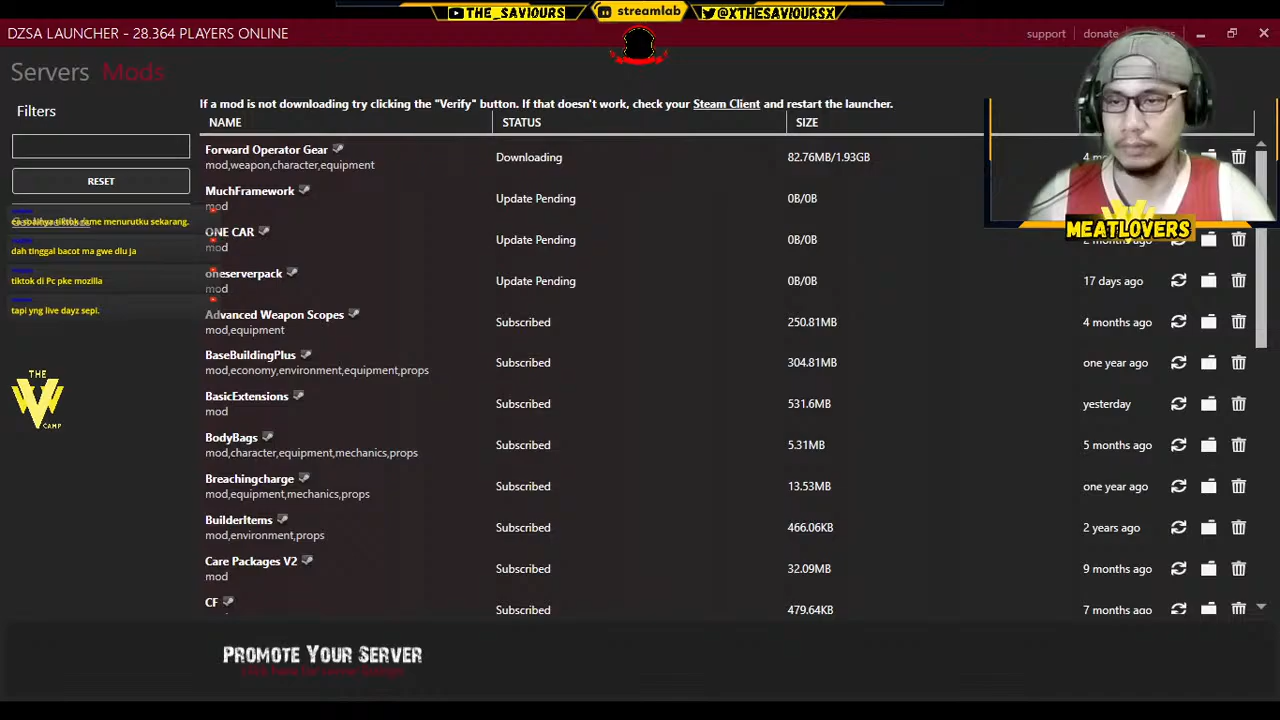 THE_SAVIOURS
streamlab
@XTHESAVIOURSX
DZSA LAUNCHER - 28.364 PLAYERS ONLINE
support
donate
Servers
Mods
Filters
RESET
If a mod is not downloading try clicking the "Verify" button. If that doesn't work, check your Steam Client and restart the launcher.
NAME
STATUS
SIZE
Forward Operator Gear
mod,weapon,character,equipment
Downloading
82.76MB/1.93GB
MuchFramework
mod
Update Pending
0B/0B
ONE CAR
mod
Update Pending
0B/0B
2 months ago
oneserverpack
mod
Update Pending
0B/0B
17 days ago
Advanced Weapon Scopes
mod,equipment
Subscribed
250.81MB
4 months ago
BaseBuildingPlus
mod,economy,environment,equipment,props
Subscribed
304.81MB
one year ago
BasicExtensions
mod
Subscribed
531.6MB
yesterday
BodyBags
mod,character,equipment,mechanics,props
Subscribed
5.31MB
5 months ago
Breachingcharge
mod,equipment,mechanics,props
Subscribed
13.53MB
one year ago
BuilderItems
mod,environment,props
Subscribed
466.06KB
2 years ago
Care Packages V2
mod
Subscribed
32.09MB
9 months ago
CF
Subscribed
479.64KB
7 months ago
tiktok rame menurutku sekarang.
dah tinggal bacot ma gwe dlu ja
tiktok di Pc pke mozilla
tapi yng live dayz sepi.
THE
V
CAMP
MEATLOVERS
PROMOTE YOUR SERVER